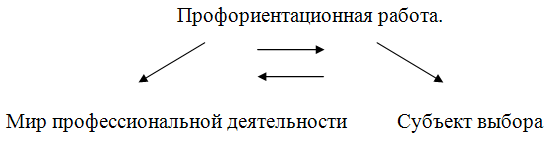 Профориентационная работа.
Мир профессиональной деятельности Субъект выбора